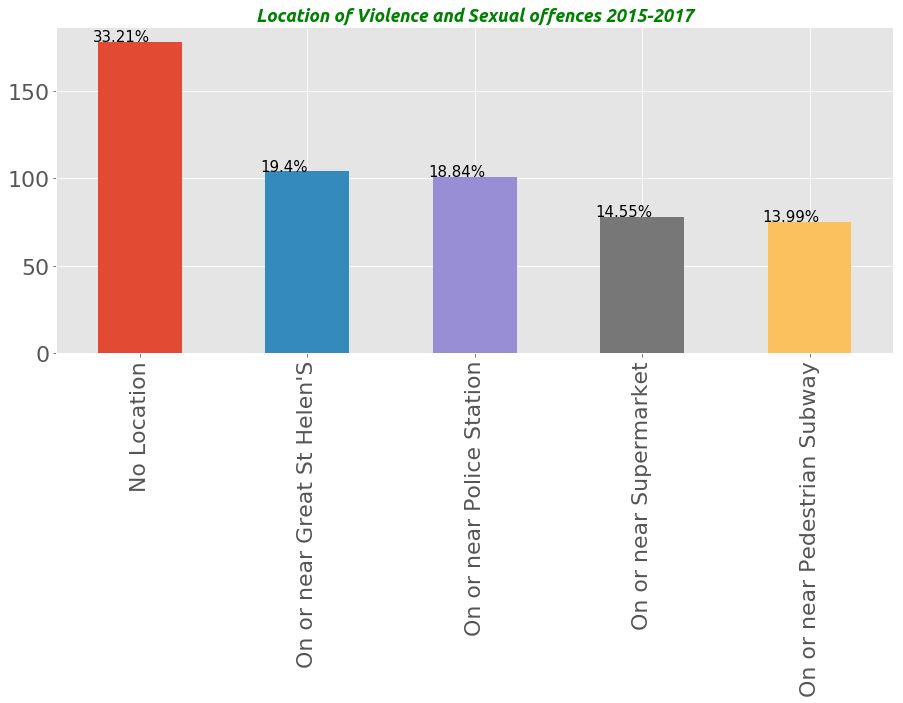 Location of Violence and Sexual offences 2015-2017
33.21%
19.4%
18.84%
14.55%
13.99%
150
100
50
0
No Location
On or near Great St Helen'S
On or near Police Station
On or near Supermarket
On or near Pedestrian Subway